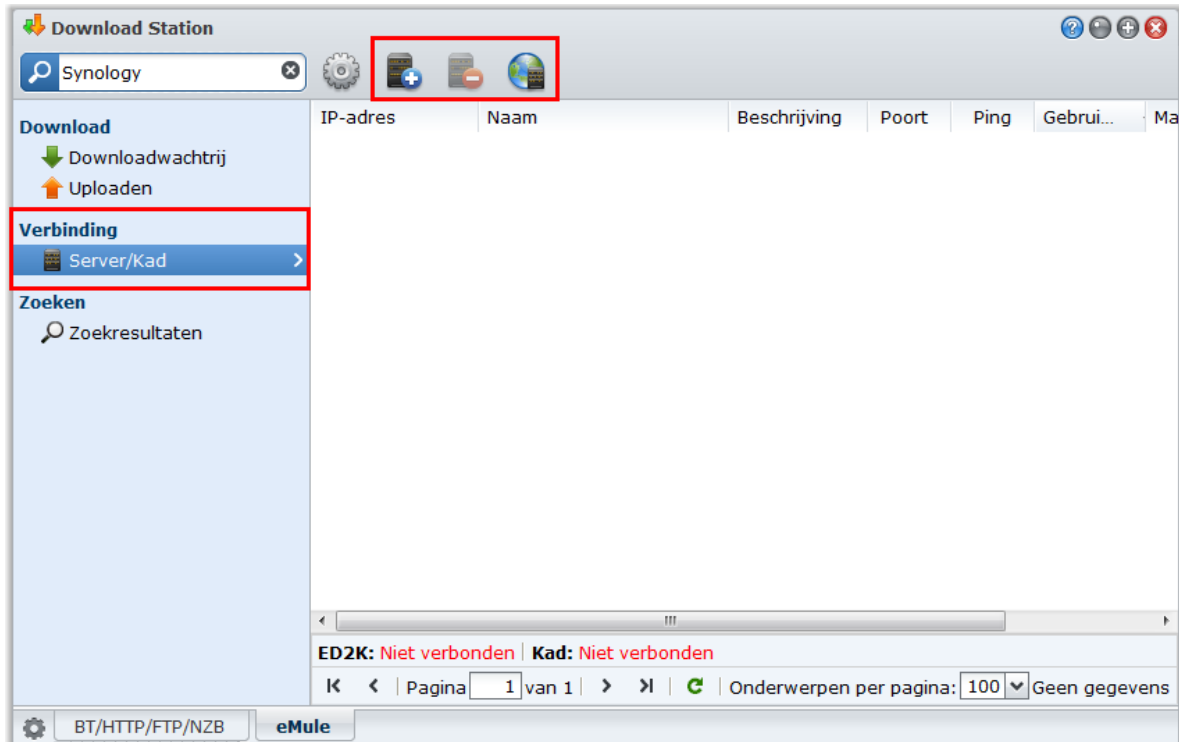 Download Station
Synology
Download
Downloadwachtrij
Uploaden
Verbinding
Server/Kad
Zoeken
Zoekresultaten
IP-adres Naam Beschrijving Poort Ping Gebrui... Ma
ED2K: Niet verbonden Kad: Niet verbonden
Pagina 1 van 1 Onderwerpen per pagina: 100 Geen gegevens
BT/HTTP/FTP/NZB eMule